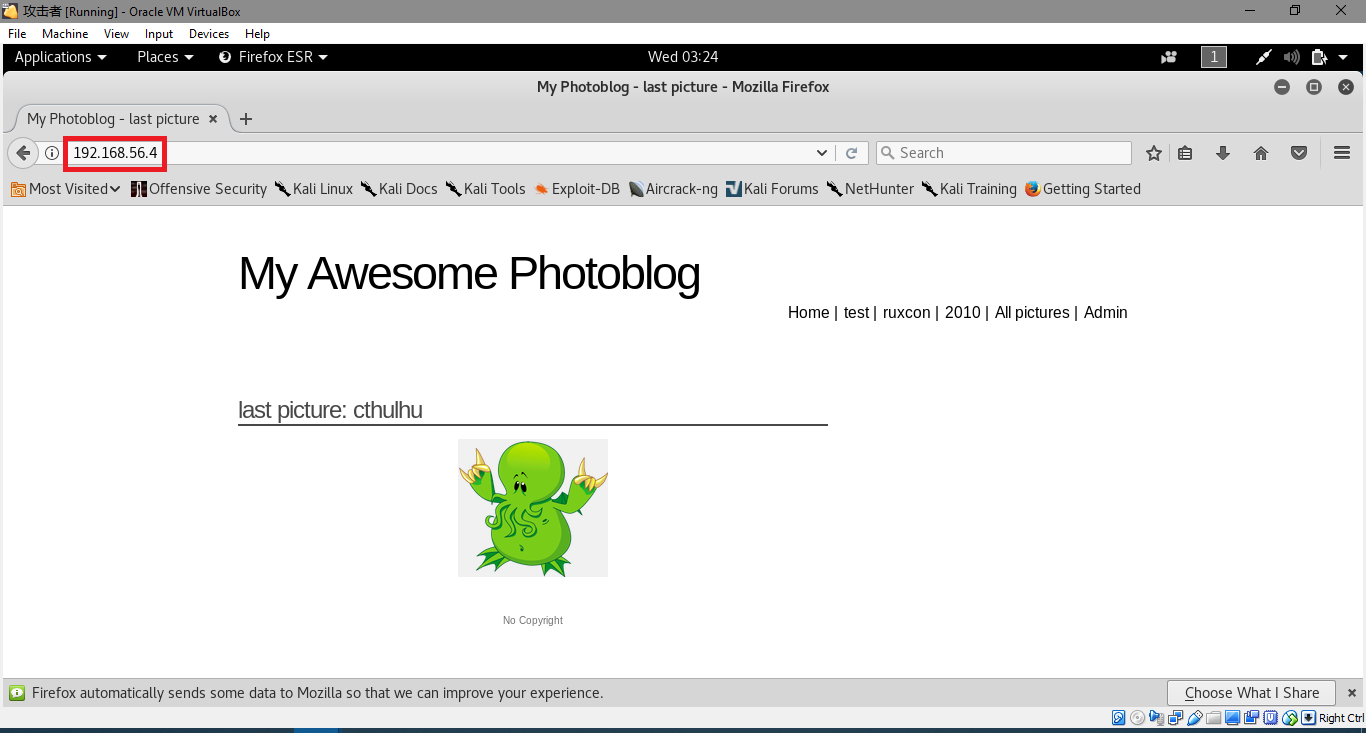 攻击者 [Running] - Oracle VM VirtualBox
File Machine View Input Devices Help
Applications Places Firefox ESR Wed 03:24 1
My Photoblog - last picture - Mozilla Firefox
My Photoblog - last picture
192.168.56.4 Search
Most Visited Offensive Security Kali Linux Kali Docs Kali Tools Exploit-DB Aircrack-ng Kali Forums NetHunter Kali Training Getting Started
My Awesome Photoblog
Home | test | ruxcon | 2010 | All pictures | Admin
last picture: cthulhu
No Copyright
Firefox automatically sends some data to Mozilla so that we can improve your experience. Choose What I Share
Right Ctrl